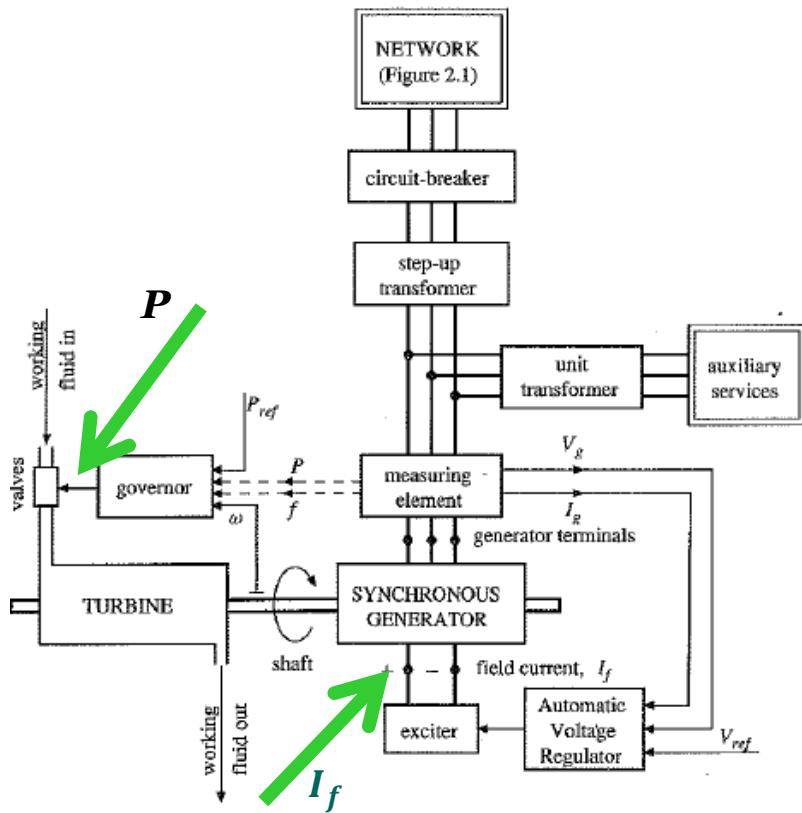 NETWORK
(Figure 2.1)
circuit-breaker
step-up
transformer
P
working
fluid in
unit
transformer
auxiliary
services
P_ref
V_g
valves
governor
P
f
ω
measuring
element
I_g
generator terminals
TURBINE
SYNCHRONOUS
GENERATOR
shaft
+ −
field current, I_f
working
fluid out
exciter
Automatic
Voltage
Regulator
V_ref
I_f